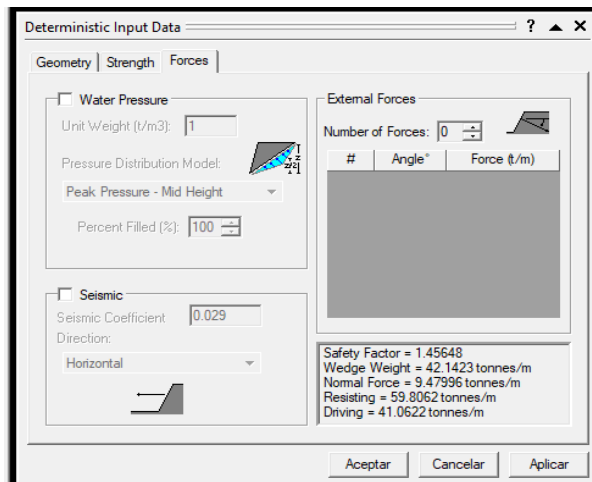 Deterministic Input Data
?
Geometry
Strength
Forces
Water Pressure
Unit Weight (t/m3):
1
Pressure Distribution Model:
Peak Pressure - Mid Height
Percent Filled (%):
100
Seismic
Seismic Coefficient
0.029
Direction:
Horizontal
External Forces
Number of Forces:
0
# Angle° Force (t/m)
Safety Factor = 1.45648
Wedge Weight = 42.1423 tonnes/m
Normal Force = 9.47996 tonnes/m
Resisting = 59.8062 tonnes/m
Driving = 41.0622 tonnes/m
Aceptar
Cancelar
Aplicar